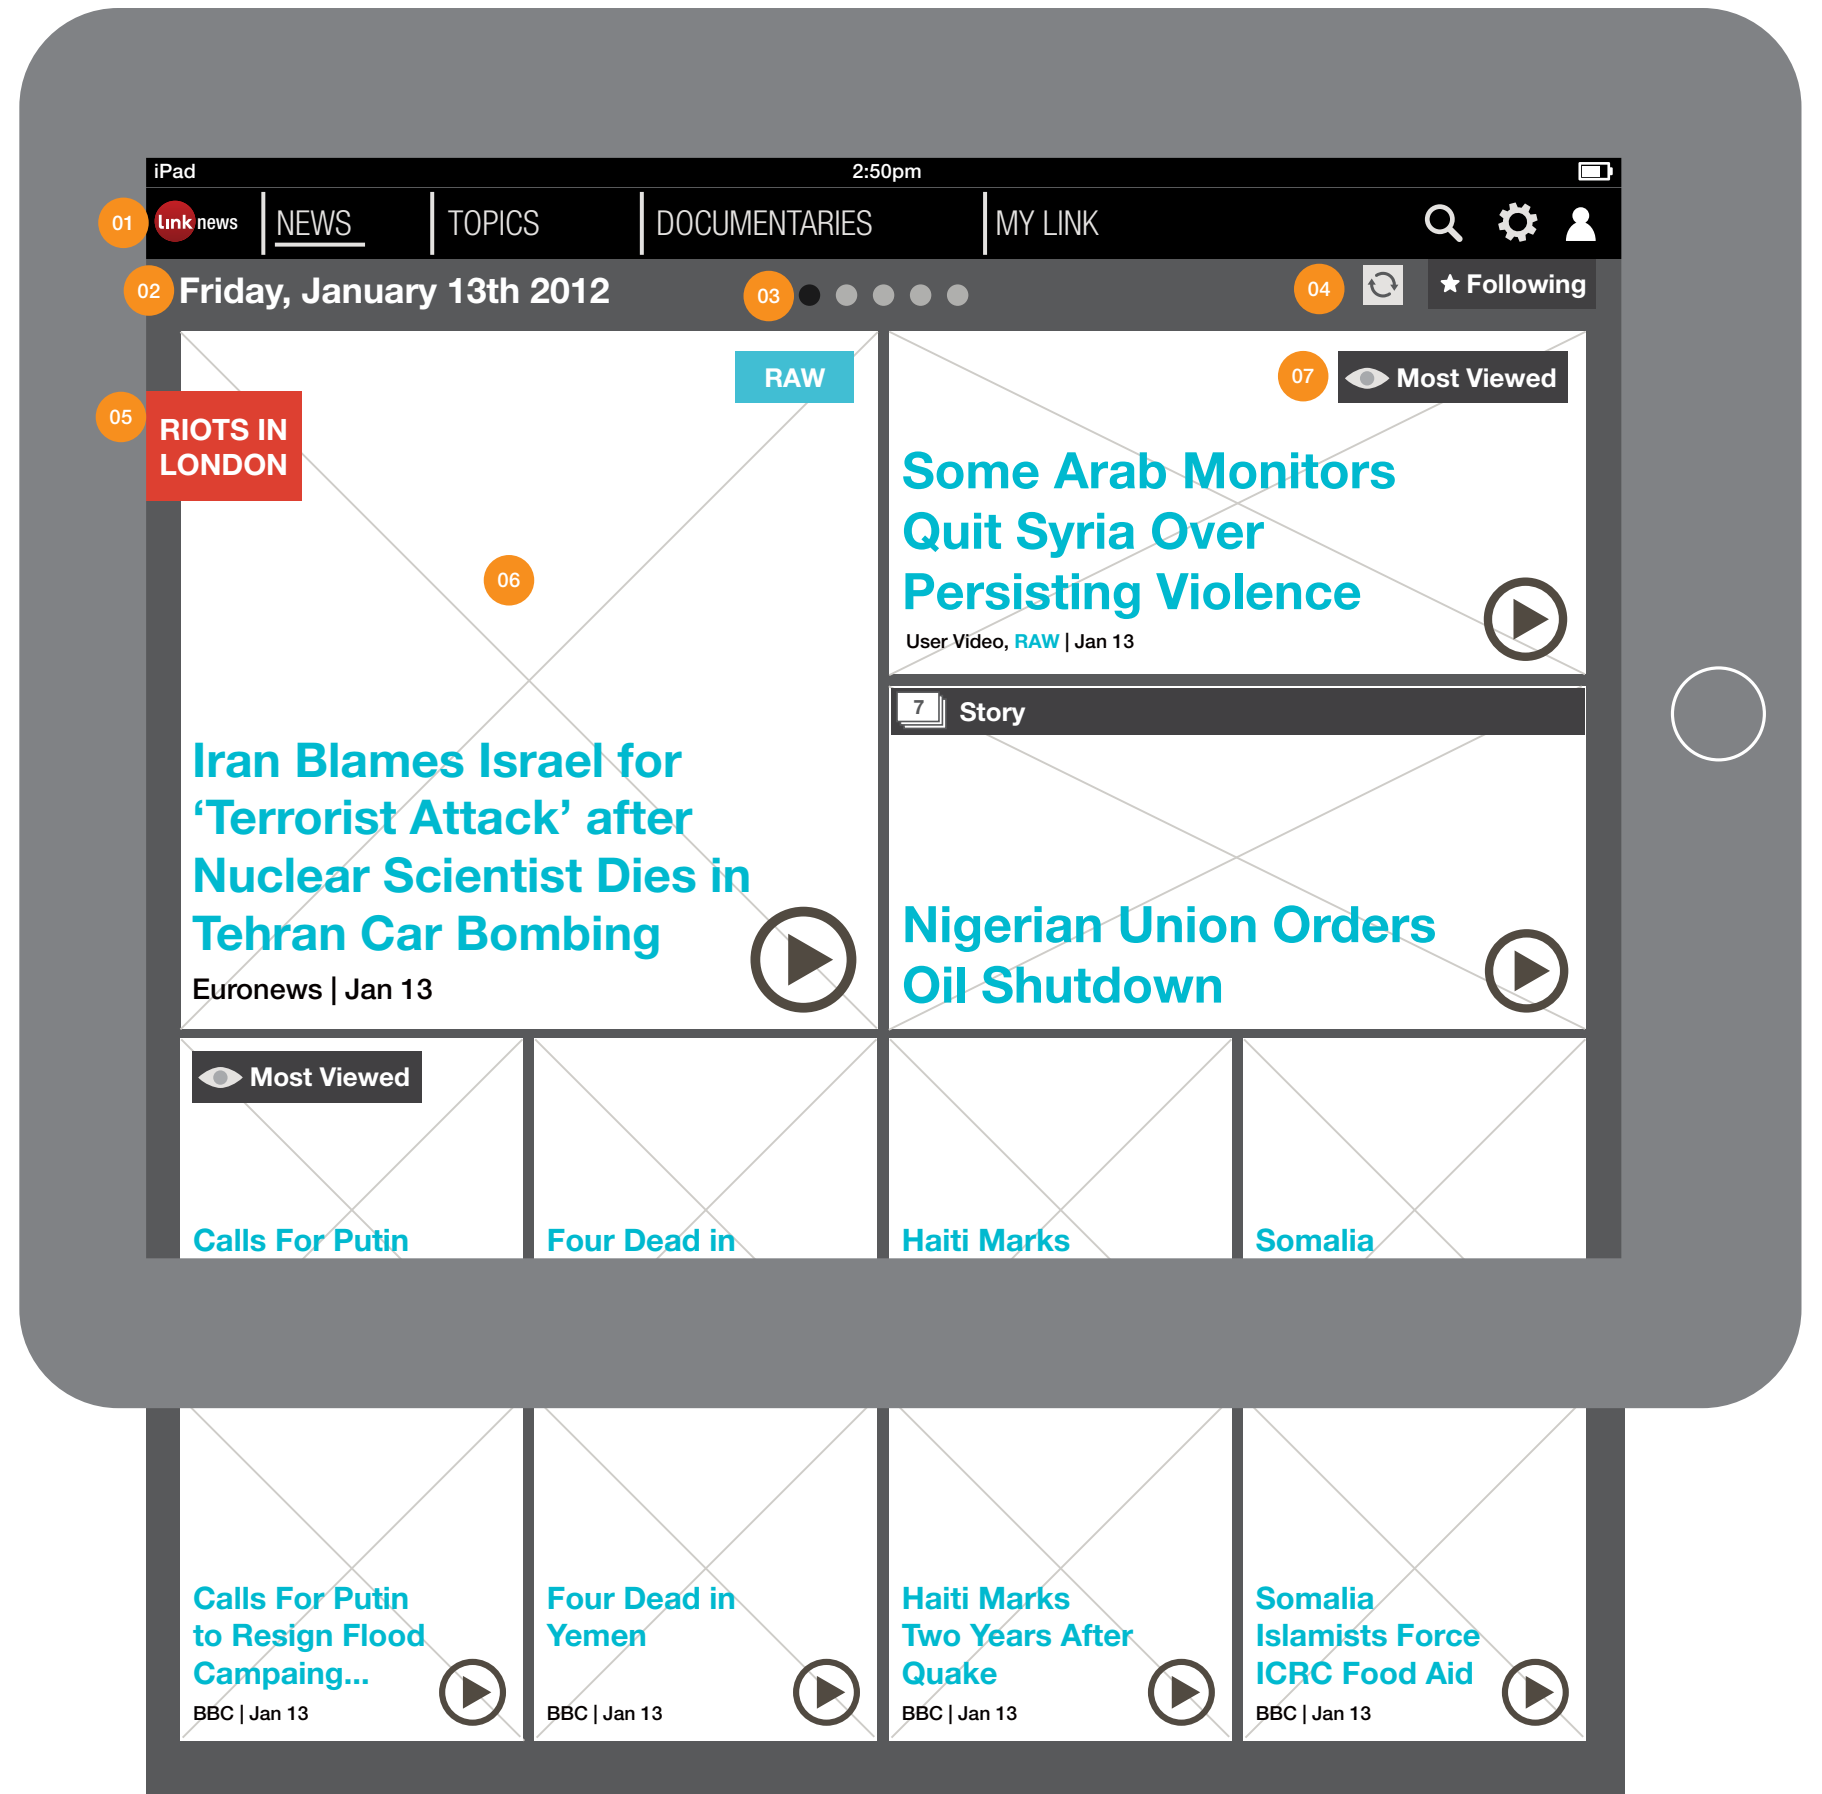 iPad
2:50pm
01
link news
NEWS
TOPICS
DOCUMENTARIES
MY LINK
02
Friday, January 13th 2012
03
04
Following
RAW
05
RIOTS IN
LONDON
06
Iran Blames Israel for
‘Terrorist Attack’ after
Nuclear Scientist Dies in
Tehran Car Bombing
Euronews | Jan 13
07
Most Viewed
Some Arab Monitors
Quit Syria Over
Persisting Violence
User Video, RAW | Jan 13
7
Story
Nigerian Union Orders
Oil Shutdown
Most Viewed
Calls For Putin
Four Dead in
Haiti Marks
Somalia
Calls For Putin
to Resign Flood
Campaing...
BBC | Jan 13
Four Dead in
Yemen
BBC | Jan 13
Haiti Marks
Two Years After
Quake
BBC | Jan 13
Somalia
Islamists Force
ICRC Food Aid
BBC | Jan 13